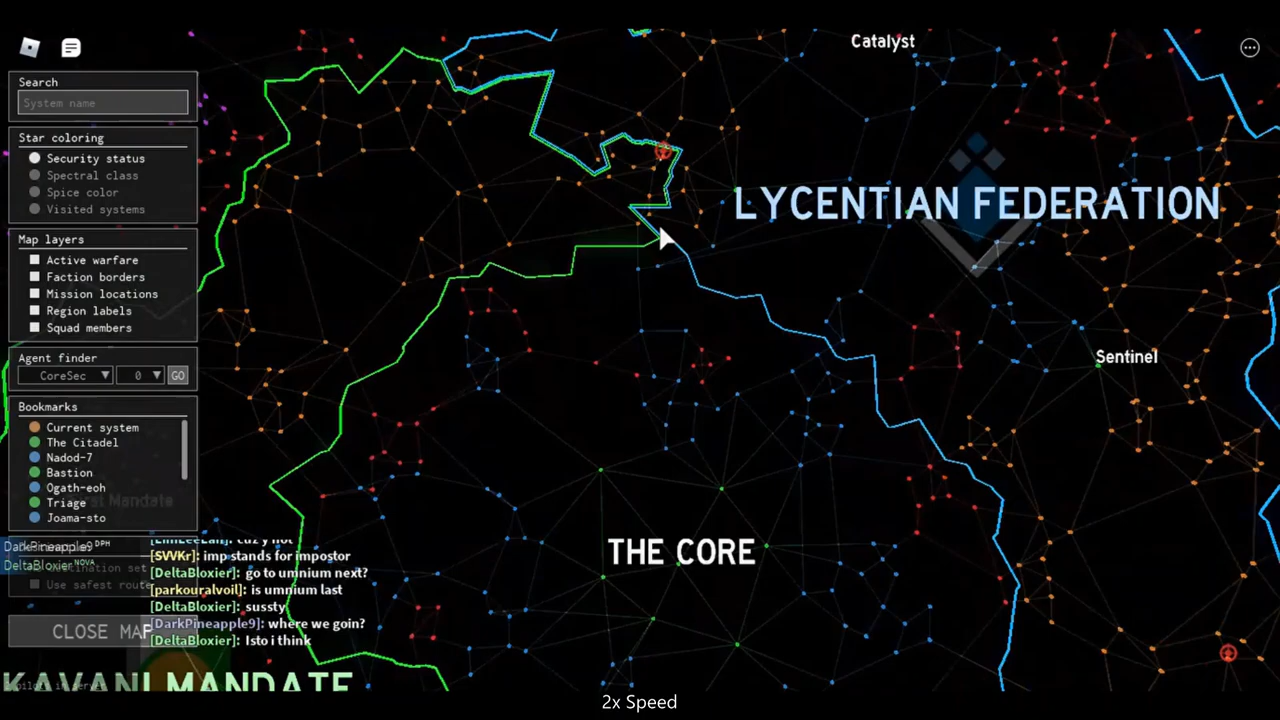 Catalyst
Search
System name
Star coloring
Security status
Spectral class
Spice color
Visited systems
LYCENTIAN FEDERATION
Map layers
Active warfare
Faction borders
Mission locations
Region labels
Squad members
Agent finder
CoreSec
0
GO
Sentinel
Bookmarks
Current system
The Citadel
Nadod-7
Bastion
Ogath-eoh
Triage
Joama-sto
Mandate
DarkPineapple9 DPH
DeltaBloxier NOVA
Use safest route
[SVVKr]: imp stands for impostor
[DeltaBloxier]: go to umnium next?
[parkouralvoil]: is umnium last
[DeltaBloxier]: sussty
[DarkPineapple9]: where we goin?
[DeltaBloxier]: Isto i think
THE CORE
CLOSE MAP
KAVANI MANDATE
2x Speed